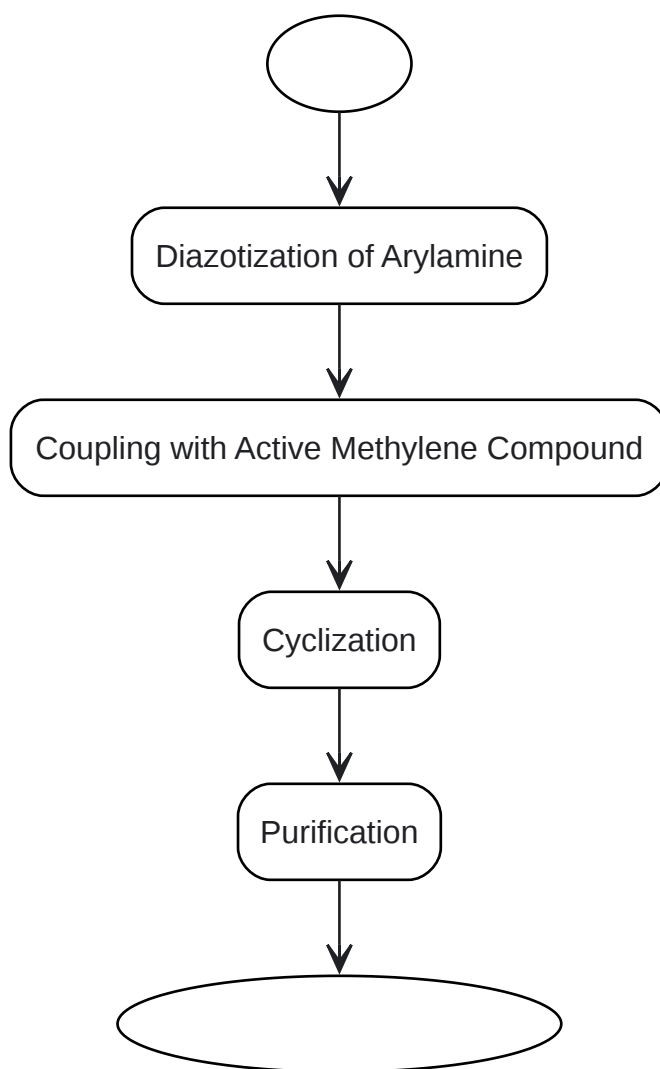 Diazotization of Arylamine
Coupling with Active Methylene Compound
Cyclization
Purification